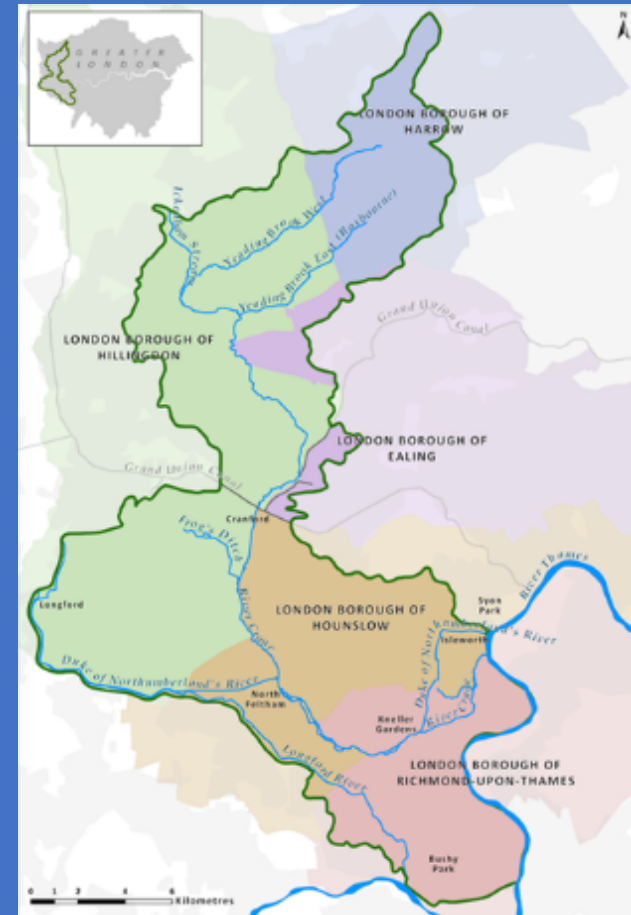 GREATER
LONDON
N
LONDON BOROUGH OF
HARROW
Ickenham Stream
Yeading Brook West
Yeading Brook East (Roxbourne)
Grand Union Canal
LONDON BOROUGH OF
HILLINGDON
LONDON BOROUGH OF
EALING
Grand Union Canal
Cranford
Frog's Ditch
River Crane
River Thames
Syon
Park
Longford
LONDON BOROUGH OF
HOUNSLOW
Duke of Northumberland's River
Isleworth
Duke of Northumberland's River
North
Feltham
Kneller
Gardens
River Crane
Longford River
LONDON BOROUGH OF
RICHMOND-UPON-THAMES
Bushy
Park
0 1 2 4 6
Kilometres